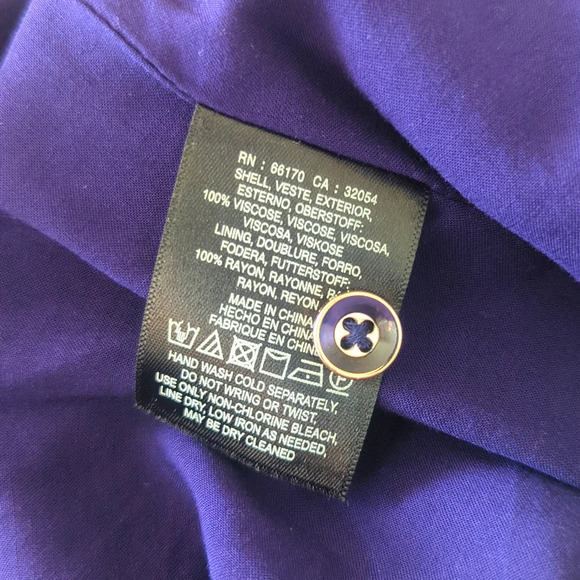 RN : 66170 CA : 32054
SHELL, VESTE, EXTERIOR,
ESTERNO, OBERSTOFF:
100% VISCOSE, VISCOSE, VISCOSA,
VISCOSA, VISKOSE
LINING, DOUBLURE, FORRO,
FODERA, FUTTERSTOFF:
100% RAYON, RAYONNE,
RAYON, REYON
MADE IN CHINA
HECHO EN CHINA
FABRIQUE EN CHINE
HAND WASH COLD SEPARATELY,
DO NOT WRING OR TWIST,
USE ONLY NON-CHLORINE BLEACH,
LINE DRY, LOW IRON AS NEEDED,
MAY BE DRY CLEANED